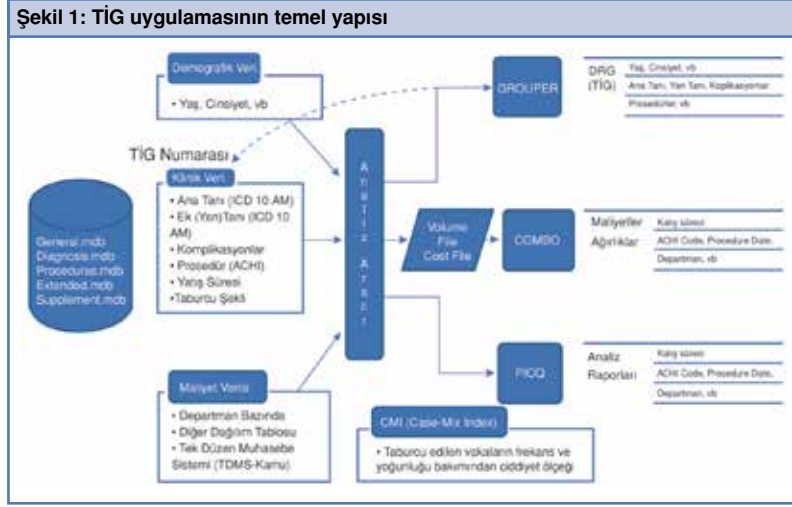 Şekil 1: TİG uygulamasının temel yapısı
Demografik Veri
• Yaş, Cinsiyet, vb
TİG Numarası
Klinik Veri
• Ana Tanı (ICD 10 AM)
• Ek (Yan)Tanı (ICD 10
AM)
• Komplikasyonlar
• Prosedür (ACHI)
• Yatış Süresi
•Taburcu Şekli
General.mdb
Diagnosis.mdb
Procedures.mdb
Extended.mdb
Supplement.mdb
Maliyet Verisi
• Departman Bazında
• Diğer Dağılım Tablosu
• Tek Düzen Muhasebe
Sistemi (TDMS-Kamu)
Analiz Aracı
GROUPER
DRG
(TİG)
Yaş, Cinsiyet, vb
Ana Tanı, Yan Tanı, Koplikasyonlar
Prosedürler, vb
Volume
File
Cost File
COMBO
Maliyetler
Ağırlıklar
Kalış süresi
ACHI Code, Procedure Date,
Departman, vb
PICQ
Analiz
Raporları
Kalış süresi
ACHI Code, Procedure Date,
Departman, vb
CMI (Case-Mix Index)
• Taburcu edilen vakaların frekans ve
yoğunluğu bakımından ciddiyet ölçeği